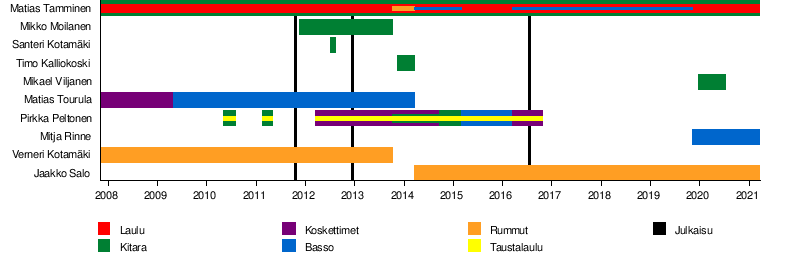 Matias Tamminen
Mikko Moilanen
Santeri Kotamäki
Timo Kalliokoski
Mikael Viljanen
Matias Tourula
Pirkka Peltonen
Mitja Rinne
Verneri Kotamäki
Jaakko Salo
2008 2009 2010 2011 2012 2013 2014 2015 2016 2017 2018 2019 2020 2021
Laulu Koskettimet Rummut Julkaisu
Kitara Basso Taustalaulu